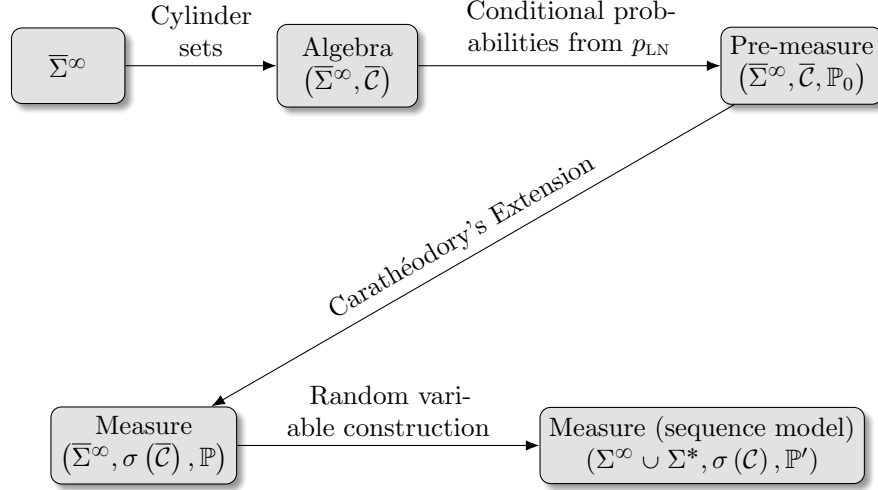 Cylinder
sets
Conditional prob-
abilities from p_LN
Σ̅^∞
Algebra
(Σ̅^∞, C̅)
Pre-measure
(Σ̅^∞, C̅, ℙ₀)
Carathéodory's Extension
Random vari-
able construction
Measure
(Σ̅^∞, σ(C̅), ℙ)
Measure (sequence model)
(Σ^∞ ∪ Σ*, σ(C), ℙ′)